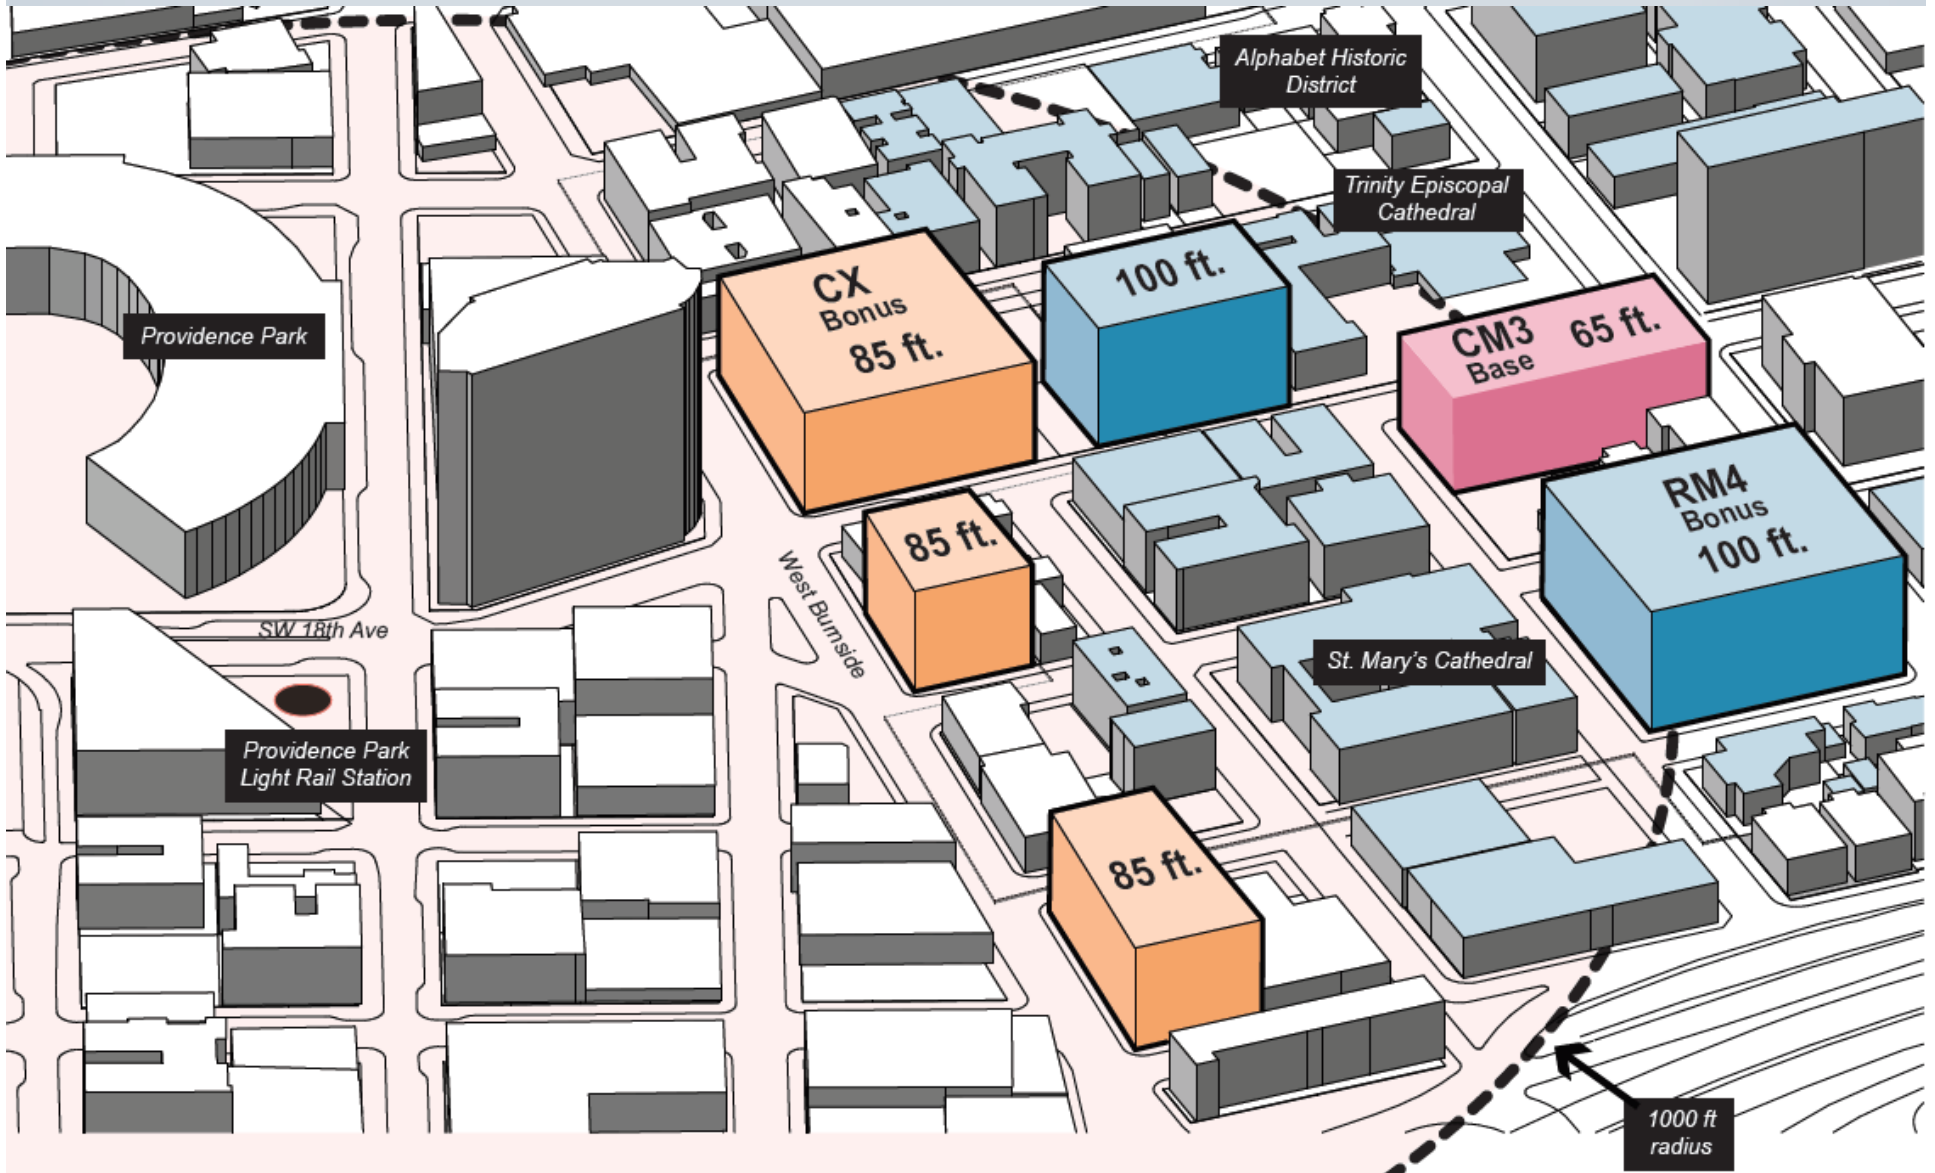 Alphabet Historic
District
Trinity Episcopal
Cathedral
CX
Bonus
85 ft.
100 ft.
Providence Park
CM3 65 ft.
Base
RM4
Bonus
100 ft.
85 ft.
West Burnside
SW 18th Ave
St. Mary's Cathedral
Providence Park
Light Rail Station
85 ft.
1000 ft
radius